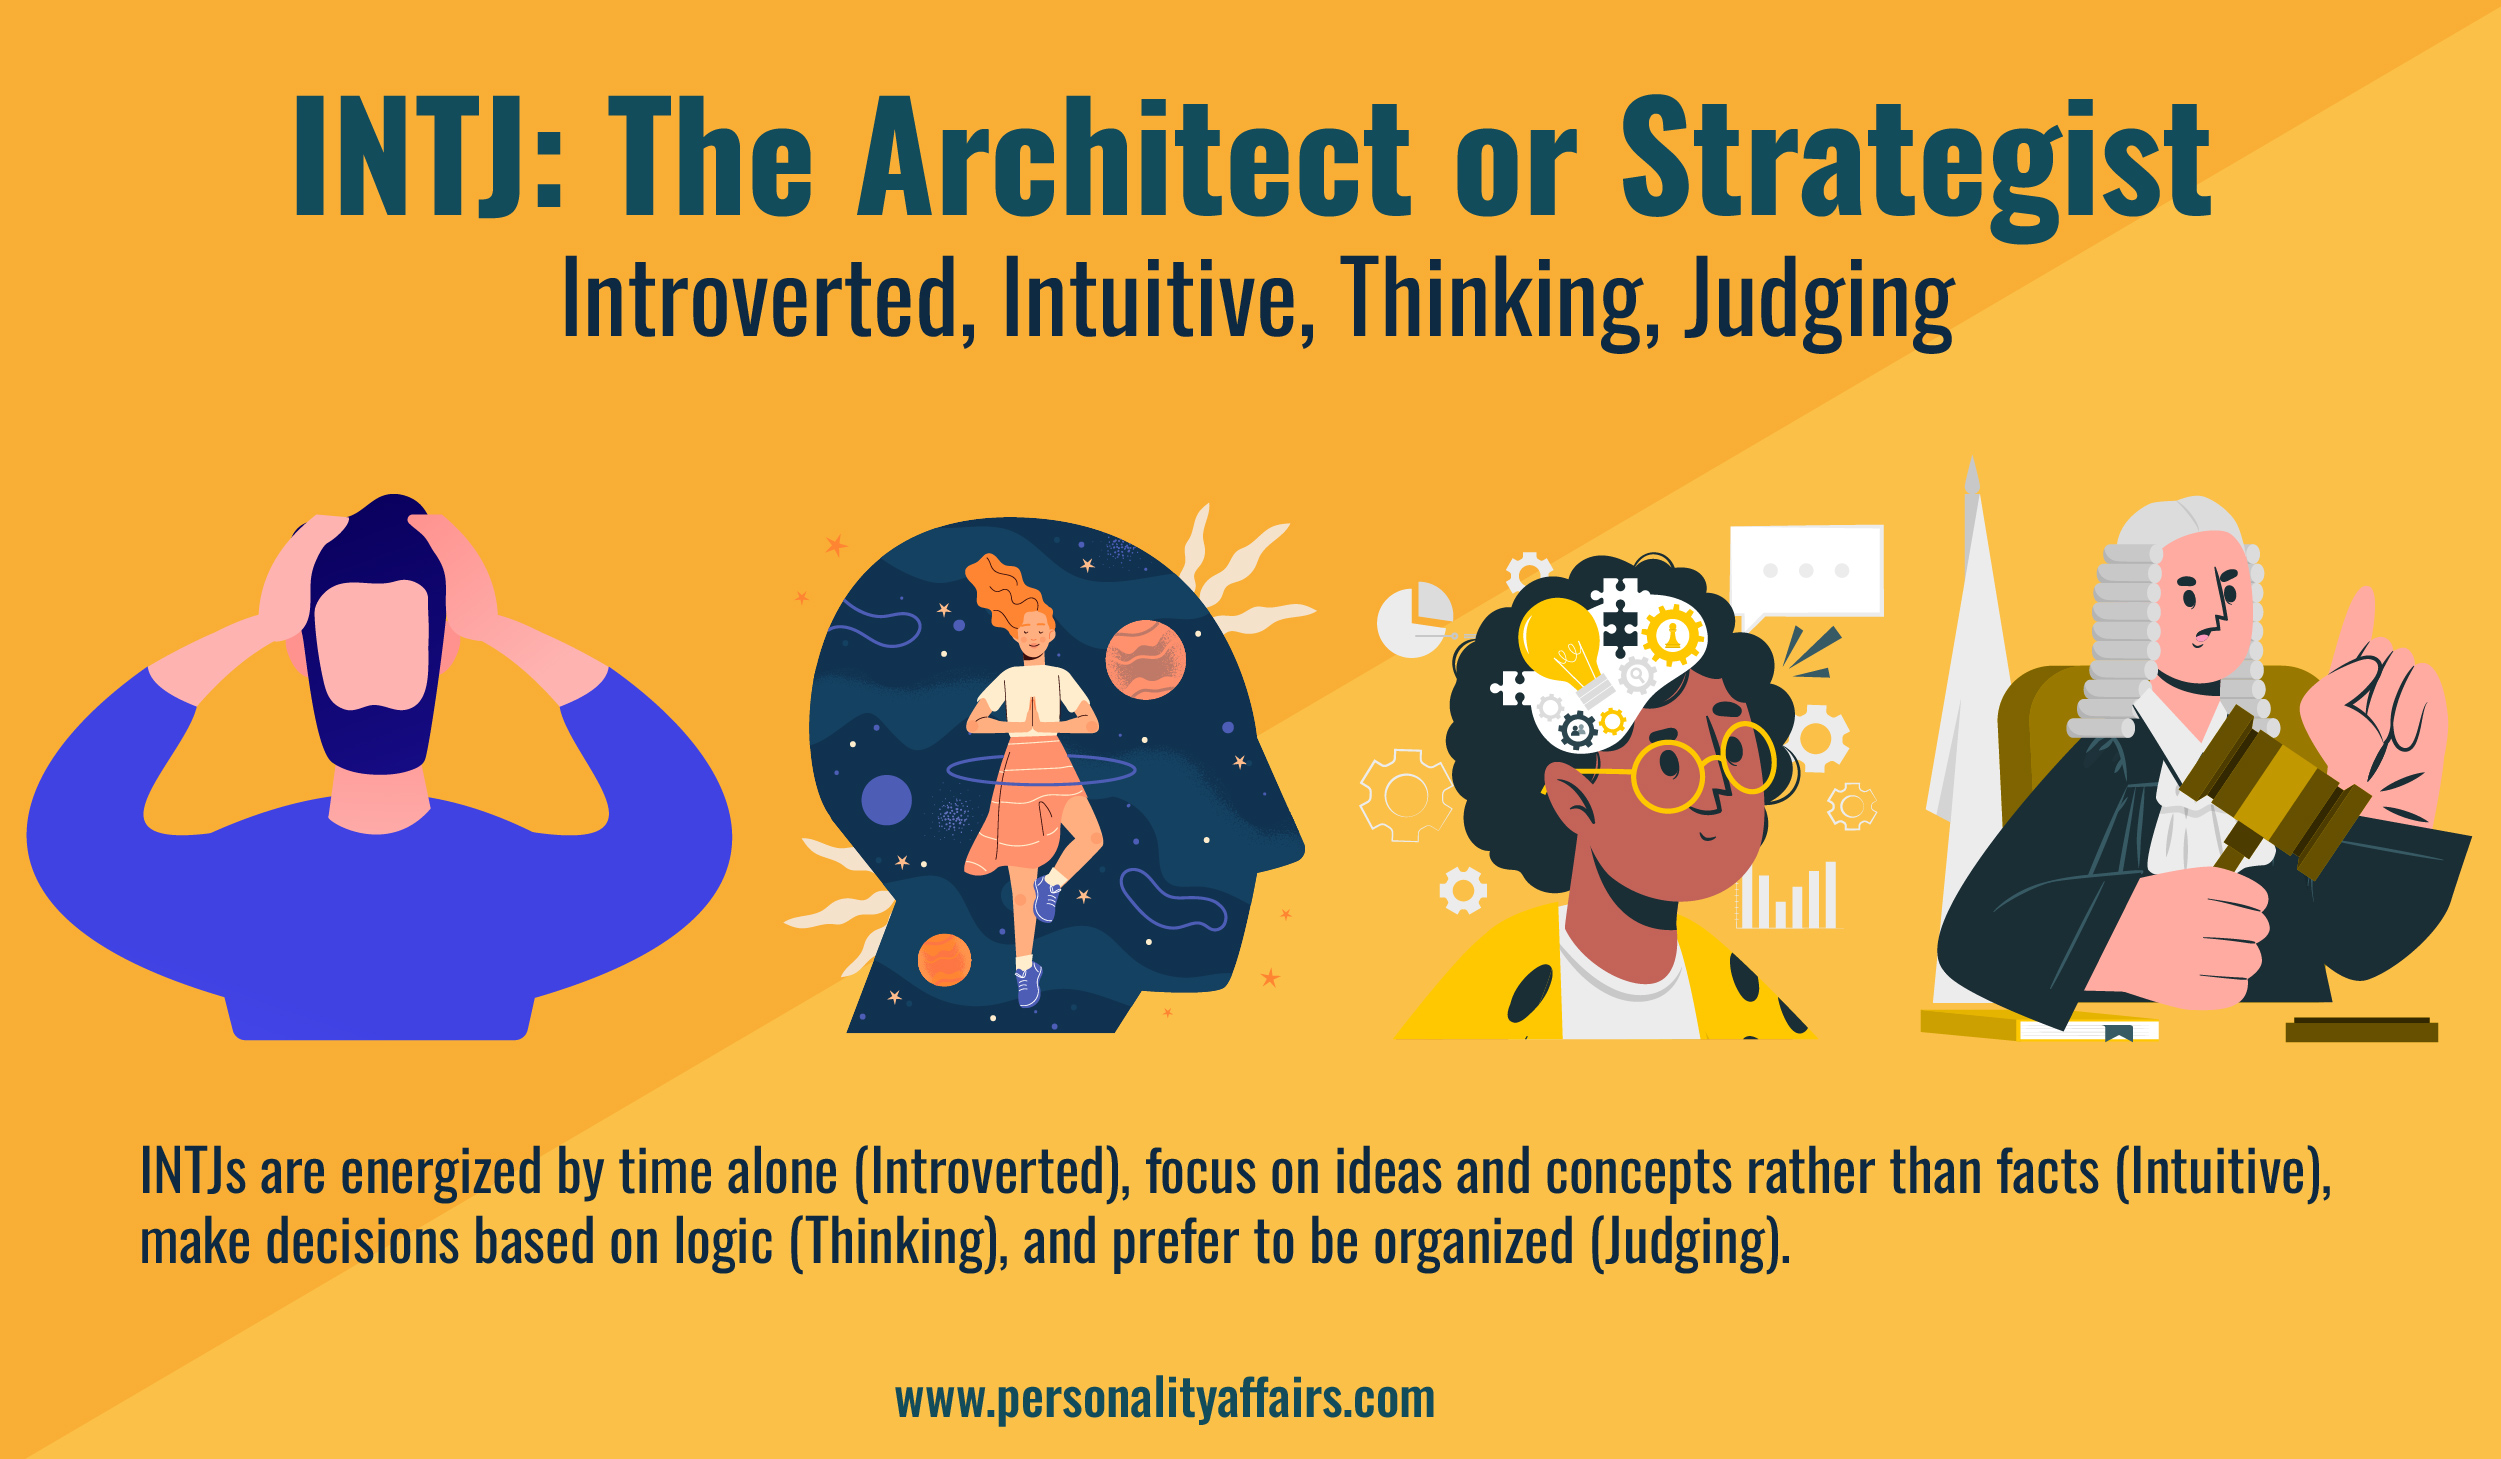 INTJ: The Architect or Strategist
Introverted, Intuitive, Thinking, Judging
INTJs are energized by time alone (Introverted), focus on ideas and concepts rather than facts (Intuitive),
make decisions based on logic (Thinking), and prefer to be organized (Judging).
www.personalityaffairs.com